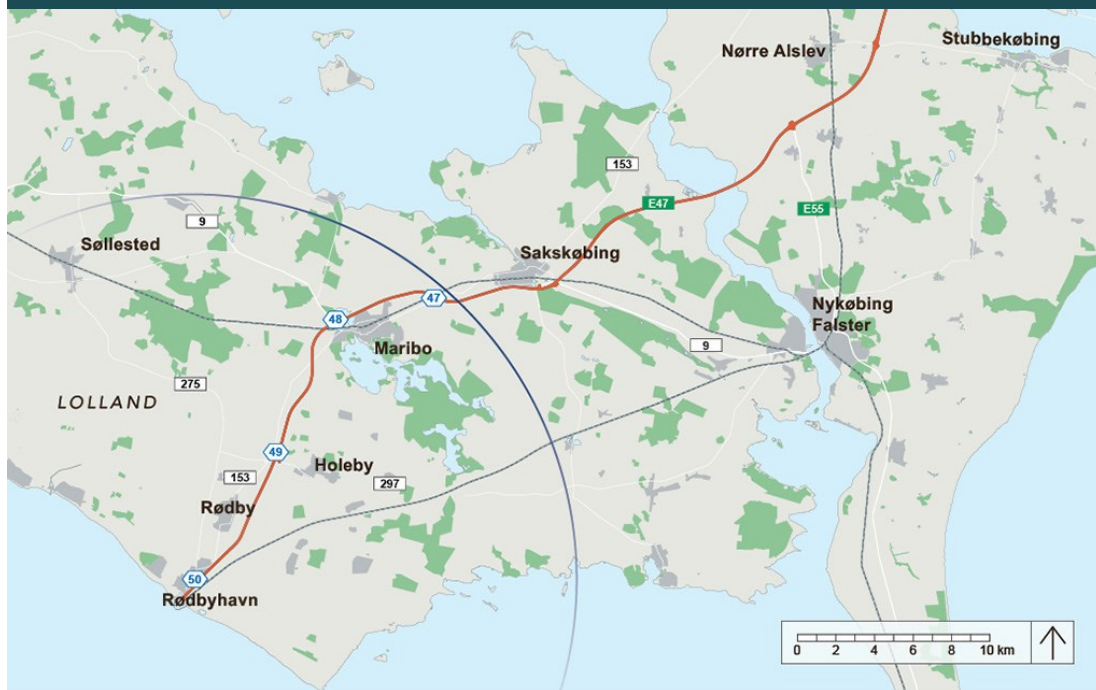 Nørre Alslev
Stubbekøbing
153
E47
E55
9
Søllested
Sakskøbing
47
48
Nykøbing
Falster
Maribo
9
275
LOLLAND
49
Holeby
153
297
Rødby
50
Rødbyhavn
0 2 4 6 8 10 km